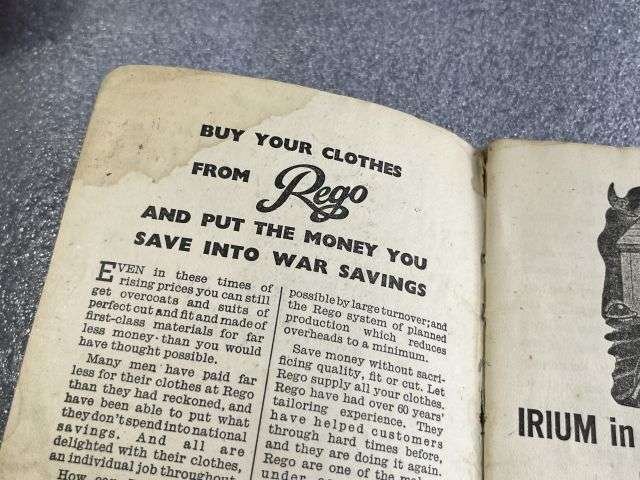 BUY YOUR CLOTHES
FROM Rego
AND PUT THE MONEY YOU
SAVE INTO WAR SAVINGS
EVEN in these times of
rising prices you can still
get overcoats and suits of
perfect cut and fit and made of
first-class materials for far
less money than you would
have thought possible.
Many men have paid far
less for their clothes at Rego
than they had reckoned, and
have been able to put what
they don't spend into national
savings. And all are
delighted with their clothes,
an individual job throughout
How can
possible by large turnover; and
the Rego system of planned
production which reduces
overheads to a minimum.
Save money without sacri-
ficing quality, fit or cut. Let
Rego supply all your clothes.
Rego have had over 60 years'
tailoring experience. They
have helped customers
through hard times before,
and they are doing it again.
Rego are one of the
under
IRIUM in